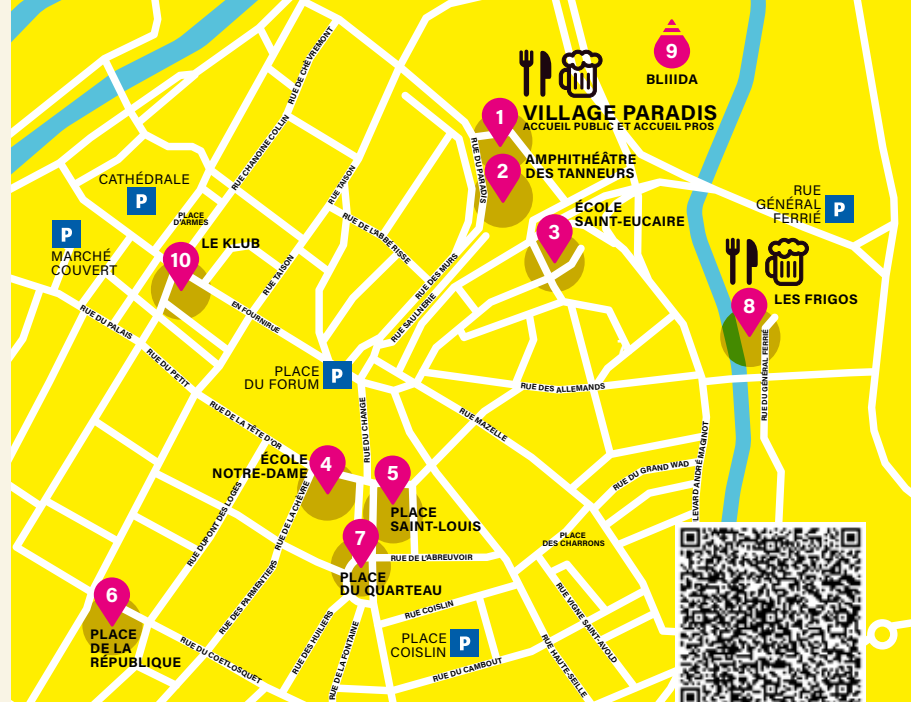 9
BLIIIDA
1
VILLAGE PARADIS
ACCUEIL PUBLIC ET ACCUEIL PROS
2
AMPHITHÉÂTRE
DES TANNEURS
3
ÉCOLE
SAINT-EUCAIRE
RUE
GÉNÉRAL
FERRIÉ
P
CATHÉDRALE
P
P
MARCHÉ
COUVERT
PLACE
D'ARMES
10
LE KLUB
8
LES FRIGOS
RUE DE CHÈVREMONT
RUE CHANOINE COLLIN
RUE TAISON
RUE TAISON
RUE DE L'ABBÉ RISSE
RUE DU PARADIS
RUE DES MURS
RUE SAULNERIE
EN FOURNIRUE
RUE DU PALAIS
RUE DU PETIT
PLACE
DU FORUM
P
RUE DES ALLEMANDS
RUE DU GÉNÉRAL FERRIÉ
RUE DE LA TÊTE D'OR
RUE DU CHANGE
RUE MAZELLE
LEVARD ANDRÉ MAGINOT
RUE DU GRAND WAD
ÉCOLE
NOTRE-DAME
4
5
PLACE
SAINT-LOUIS
RUE DUPONT DES LOGES
RUE DE LA CHÈVRE
7
PLACE
DU QUARTEAU
RUE DE L'ABREUVOIR
PLACE
DES CHARRONS
6
PLACE
DE LA
RÉPUBLIQUE
RUE DES PARMENTIERS
RUE DU COETLOSQUET
RUE DES HUILIERS
RUE DE LA FONTAINE
RUE COISLIN
PLACE
COISLIN
P
RUE DU CAMBOUT
RUE HAUTE-SEILLE
RUE VIGNE SAINT-AVOLD